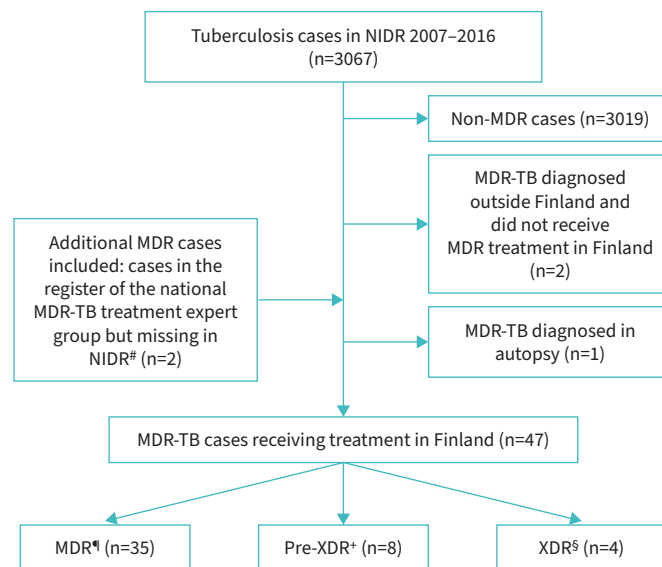 Tuberculosis cases in NIDR 2007–2016
(n=3067)
Non-MDR cases (n=3019)
MDR-TB diagnosed
outside Finland and
did not receive
MDR treatment in Finland
(n=2)
Additional MDR cases
included: cases in the
register of the national
MDR-TB treatment expert
group but missing in
NIDR# (n=2)
MDR-TB diagnosed in
autopsy (n=1)
MDR-TB cases receiving treatment in Finland (n=47)
MDR¶ (n=35)
Pre-XDR+ (n=8)
XDR§ (n=4)